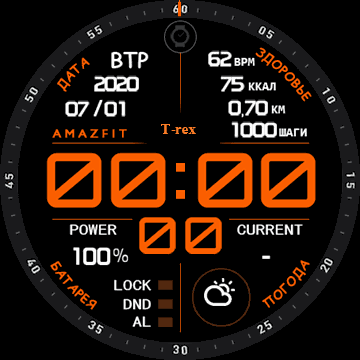 60
55
05
50
10
45
15
40
20
35
25
30
ДАТА
ВТР
2020
07/01
62 BPM
75 ККАЛ
0,70 КМ
1000 ШАГИ
ЗДОРОВЬЕ
AMAZFIT
T-rex
00:00
00
POWER
100%
CURRENT
-
БАТАРЕЯ
ПОГОДА
LOCK
DND
AL